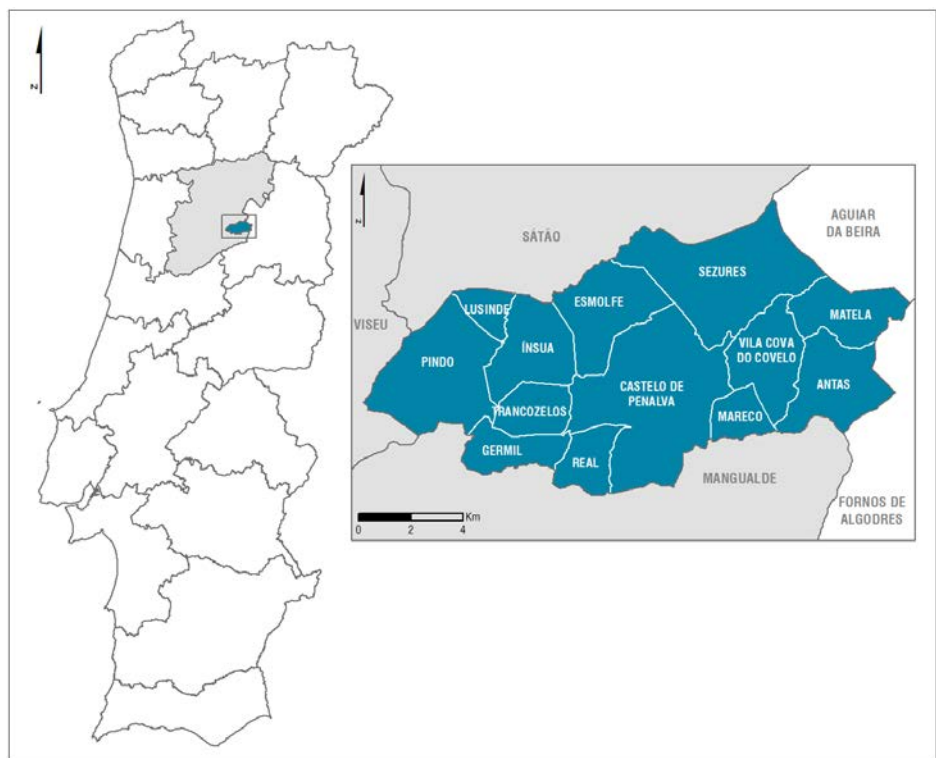 N
N
AGUIAR
DA BEIRA
SÁTÃO
SEZURES
ESMOLFE
LUSINDE
MATELA
VISEU
VILA COVA
DO COVELO
ÍNSUA
PINDO
CASTELO DE
PENALVA
ANTAS
TRANCOZELOS
MARECO
GERMIL
REAL
MANGUALDE
FORNOS DE
ALGODRES
Km
0 2 4